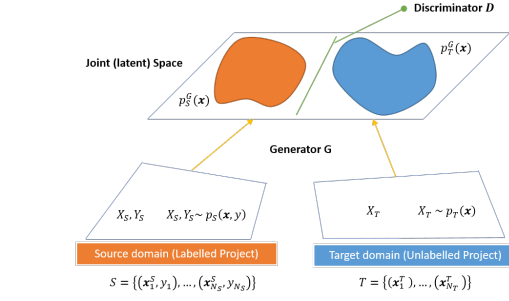 Discriminator D
Joint (latent) Space
p_S^G(x)
p_T^G(x)
Generator G
X_S, Y_S    X_S, Y_S ~ p_S(x, y)
X_T    X_T ~ p_T(x)
Source domain (Labelled Project)
Target domain (Unlabelled Project)
S = {(x_1^S, y_1), …, (x_{N_S}^S, y_{N_S})}
T = {(x_1^T), …, (x_{N_T}^T)}